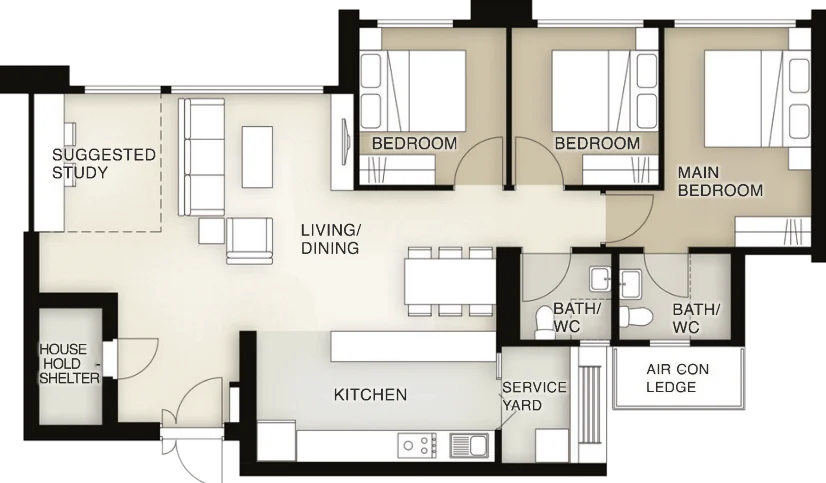 BEDROOM
BEDROOM
SUGGESTED
STUDY
MAIN
BEDROOM
LIVING/
DINING
BATH/
WC
BATH/
WC
HOUSE
HOLD
SHELTER
KITCHEN
SERVICE
YARD
AIR CON
LEDGE